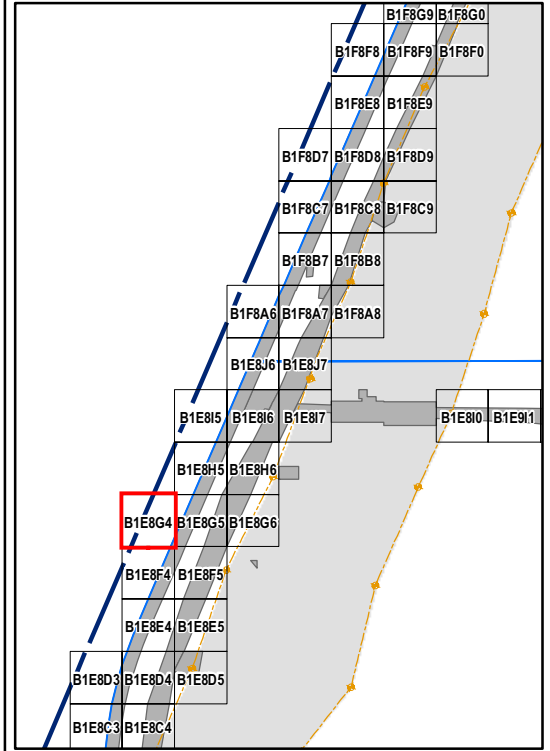 B1F8G9 B1F8G0
B1F8F8 B1F8F9 B1F8F0
B1F8E8 B1F8E9
B1F8D7 B1F8D8 B1F8D9
B1F8C7 B1F8C8 B1F8C9
B1F8B7 B1F8B8
B1F8A6 B1F8A7 B1F8A8
B1E8J6 B1E8J7
B1E8I5 B1E8I6 B1E8I7 B1E8I0 B1E9I1
B1E8H5 B1E8H6
B1E8G4 B1E8G5 B1E8G6
B1E8F4 B1E8F5
B1E8E4 B1E8E5
B1E8D3 B1E8D4 B1E8D5
B1E8C3 B1E8C4